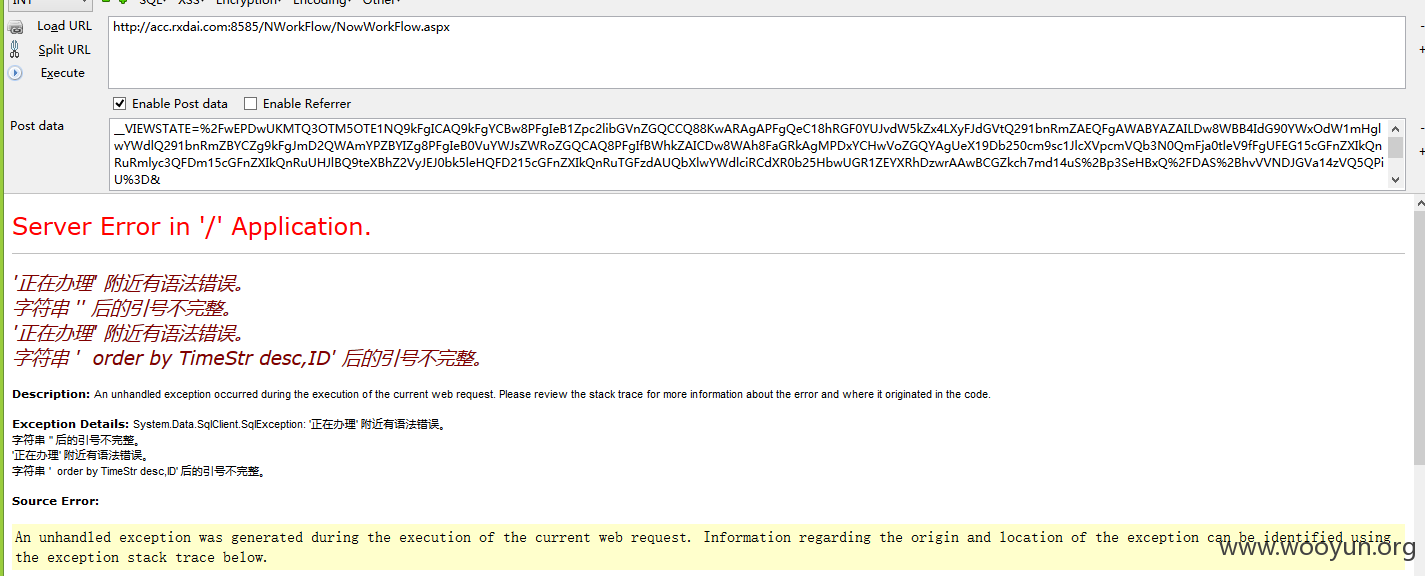 INT SQL XSS Encryption Encoding Other
Load URL
http://acc.rxdai.com:8585/NWorkFlow/NowWorkFlow.aspx
Split URL
Execute
Enable Post data Enable Referrer
Post data
__VIEWSTATE=%2FwEPDwUKMTQ3OTM5OTE1NQ9kFgICAQ9kFgYCBw8PFgIeB1Zpc2libGVnZGQCCQ88KwARAgAPFgQeC18hRGF0YUJvdW5kZx4LXyFJdGVtQ291bnRmZAEQFgAWABYAZAILDw8WBB4IdG90YWxOdW1mHgl
wYWdlQ291bnRmZBYCZg9kFgJmD2QWAmYPZBYIZg8PFgIeB0VuYWJsZWRoZGQCAQ8PFgIfBWhkZAICDw8WAh8FaGRkAgMPDxYCHwVoZGQYAgUeX19Db250cm9sc1JlcXVpcmVQb3N0QmFja0tleV9fFgUFEG15cGFnZXIkQn
RuRmlyc3QFDm15cGFnZXIkQnRuUHJlBQ9teXBhZ2VyJEJ0bk5leHQFD215cGFnZXIkQnRuTGFzdAUQbXlwYWdlciRCdXR0b25HbwUGR1ZEYXRhDzwrAAwBCGZkch7md14uS%2Bp3SeHBxQ%2FDAS%2BhvVVNDJGVa14zVQ5QPi
U%3D&
Server Error in '/' Application.
'正在办理' 附近有语法错误。
字符串 '' 后的引号不完整。
'正在办理' 附近有语法错误。
字符串 ' order by TimeStr desc,ID' 后的引号不完整。
Description: An unhandled exception occurred during the execution of the current web request. Please review the stack trace for more information about the error and where it originated in the code.
Exception Details: System.Data.SqlClient.SqlException: '正在办理' 附近有语法错误。
字符串 '' 后的引号不完整。
'正在办理' 附近有语法错误。
字符串 ' order by TimeStr desc,ID' 后的引号不完整。
Source Error:
An unhandled exception was generated during the execution of the current web request. Information regarding the origin and location of the exception can be identified using
the exception stack trace below.
www.wooyun.org